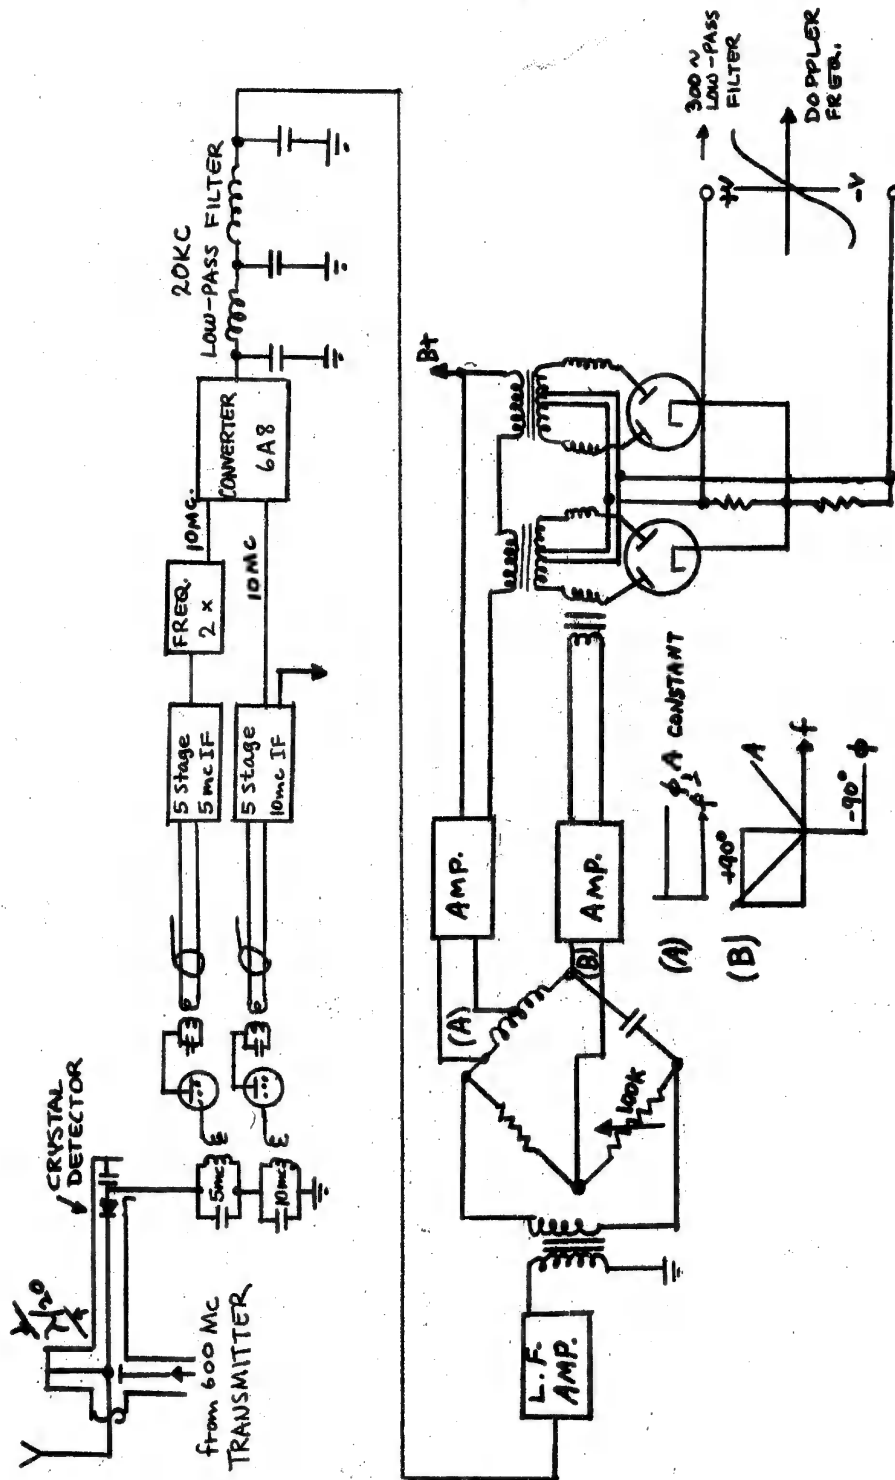 CRYSTAL
DETECTOR
from 600 MC
TRANSMITTER
5mc
10mc
5 Stage
5 mc IF
5 Stage
10mc IF
FREQ.
2 x
10MC.
10MC
CONVERTER
6A8
20KC
LOW-PASS FILTER
L.F.
AMP.
100K
(A)
(B)
AMP.
AMP.
B+
(A)
ϕ
A CONSTANT
f
(B)
+90°
A
f
-90°
ϕ
300~
LOW-PASS
FILTER
+V
-V
DOPPLER
FREQ.